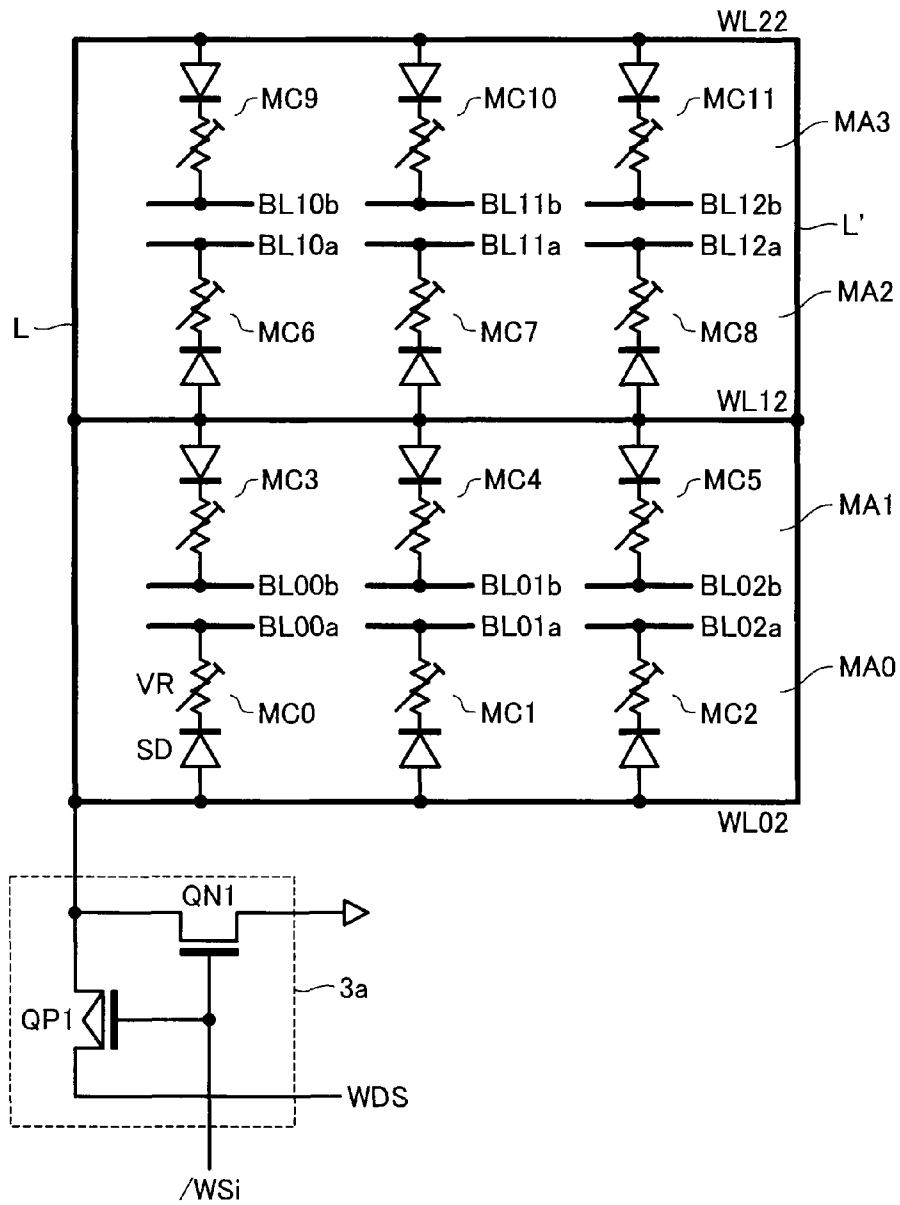 WL22
MC9 MC10 MC11 MA3
BL10b BL11b BL12b
L'
BL10a BL11a BL12a
MA2
L MC6 MC7 MC8
WL12
MC3 MC4 MC5 MA1
BL00b BL01b BL02b
BL00a BL01a BL02a
MA0
VR MC0 MC1 MC2
SD
WL02
QN1
3a
QP1
WDS
/WSi